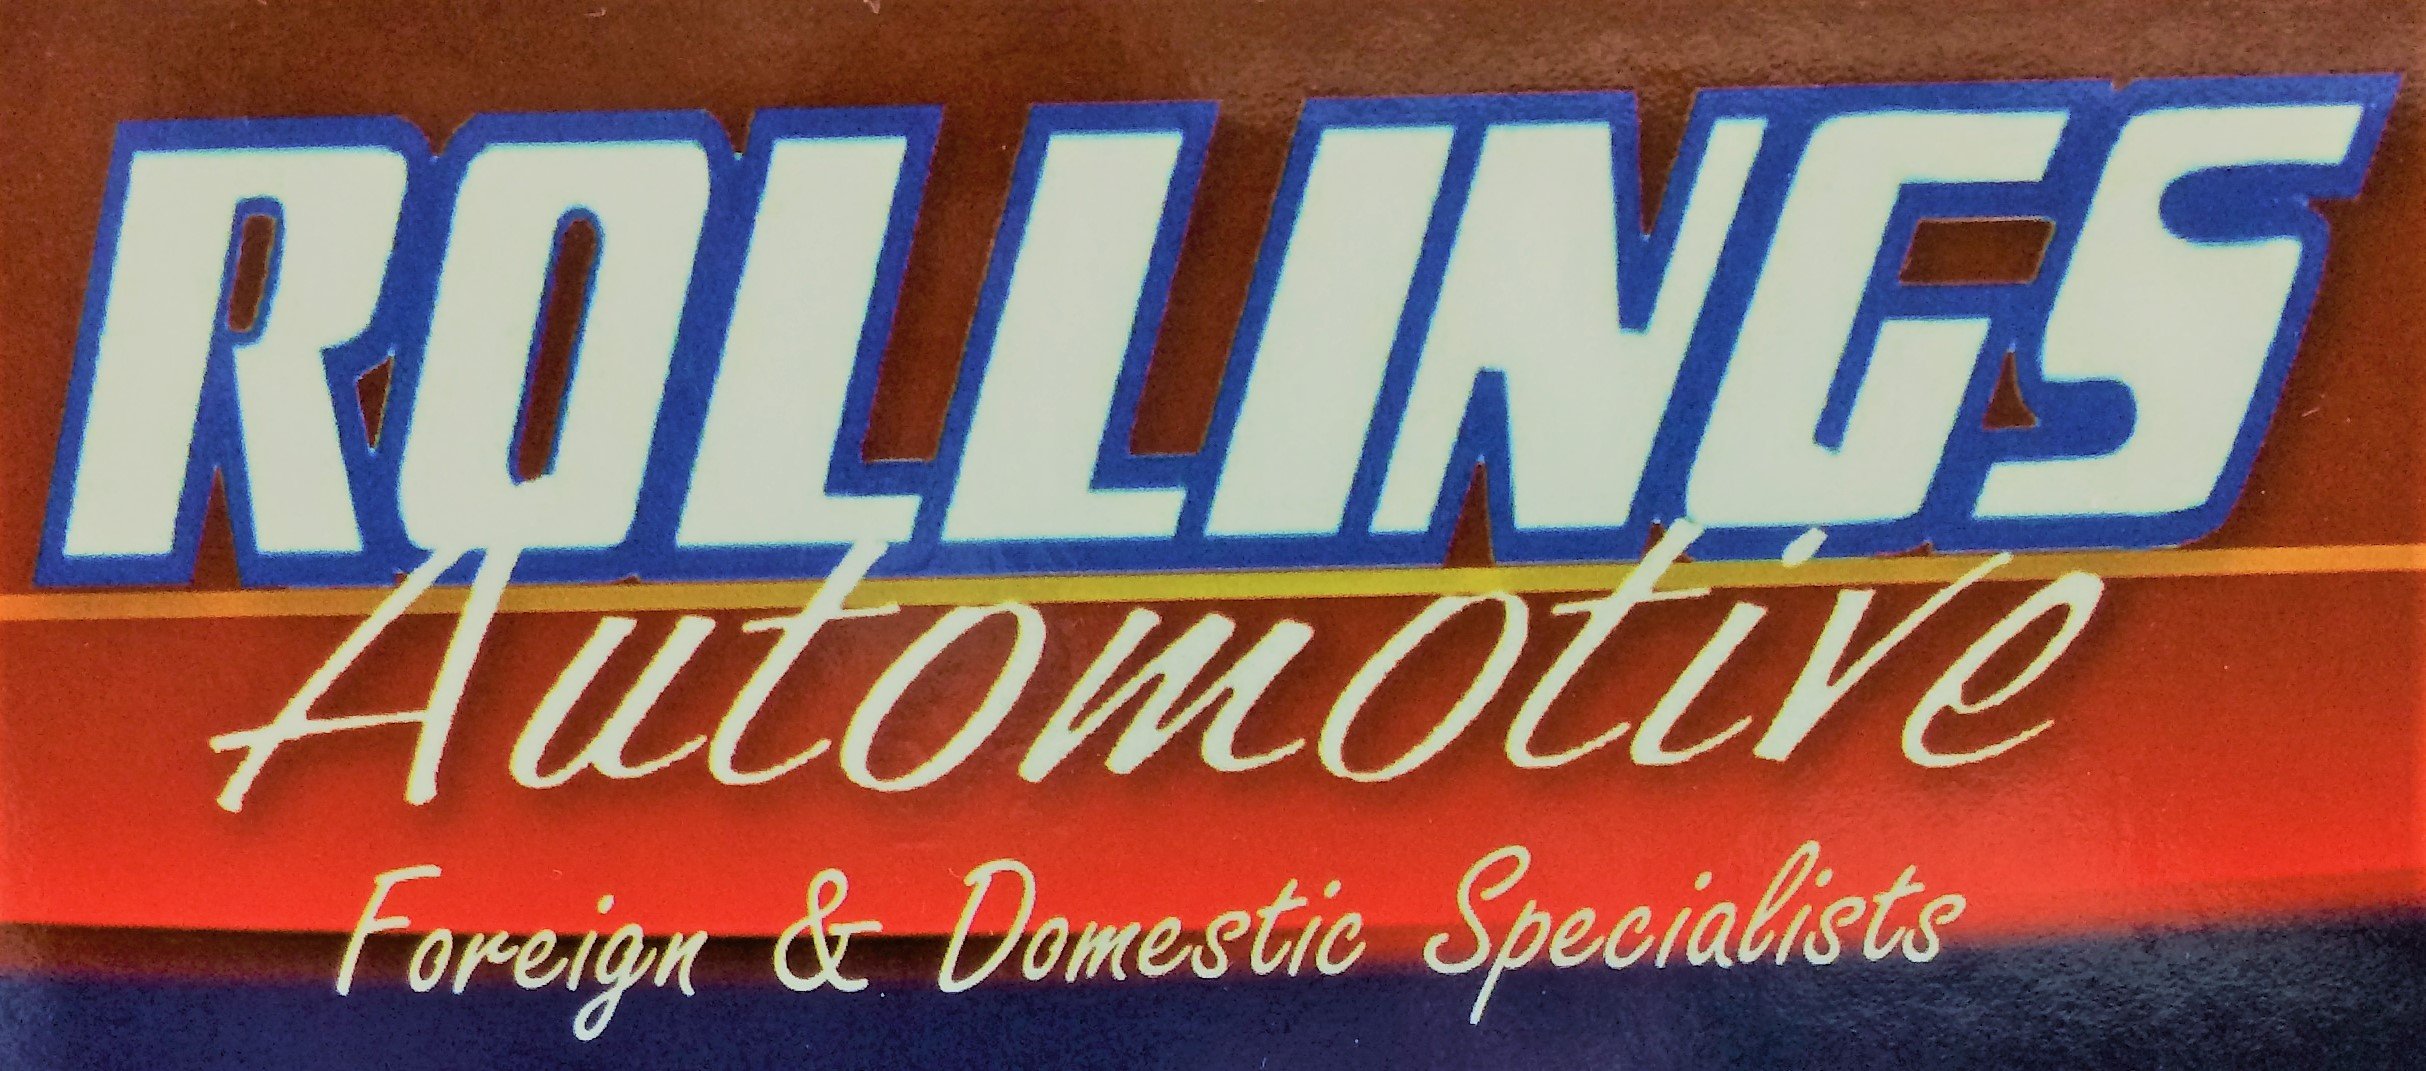 ROLLINGS
Automotive
Foreign & Domestic Specialists